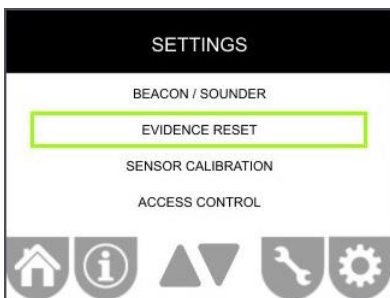 SETTINGS
BEACON / SOUNDER
EVIDENCE RESET
SENSOR CALIBRATION
ACCESS CONTROL